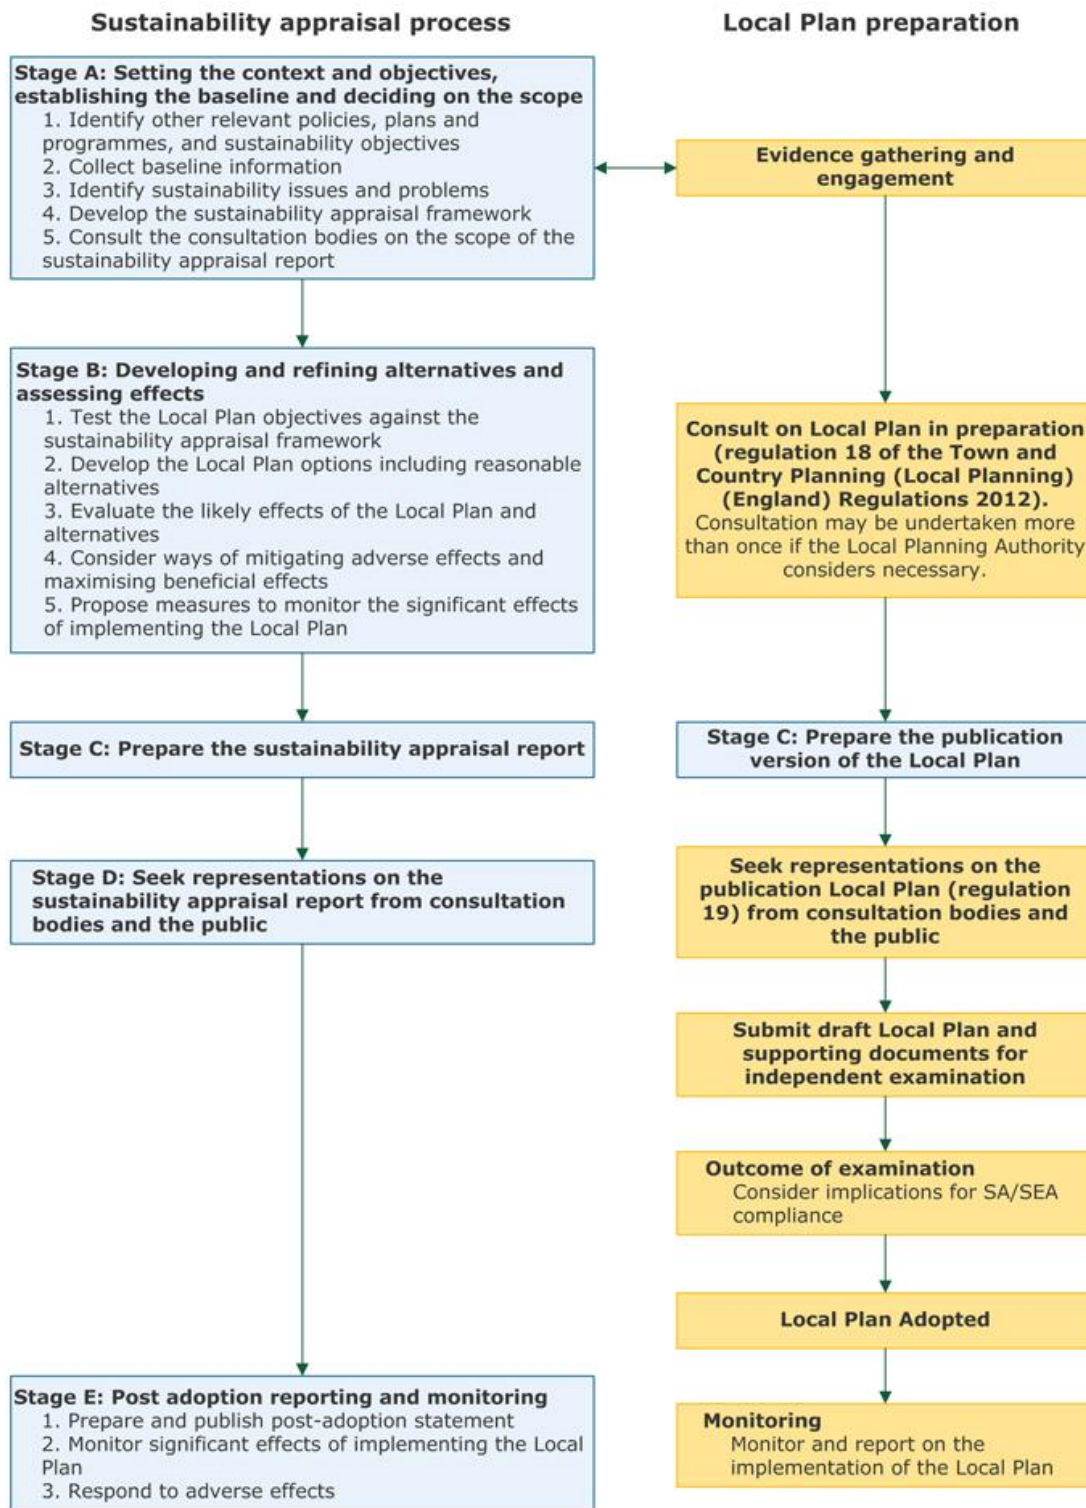 Sustainability appraisal process
Local Plan preparation
Stage A: Setting the context and objectives,
establishing the baseline and deciding on the scope
1. Identify other relevant policies, plans and
programmes, and sustainability objectives
2. Collect baseline information
3. Identify sustainability issues and problems
4. Develop the sustainability appraisal framework
5. Consult the consultation bodies on the scope of the
sustainability appraisal report
Evidence gathering and
engagement
Stage B: Developing and refining alternatives and
assessing effects
1. Test the Local Plan objectives against the
sustainability appraisal framework
2. Develop the Local Plan options including reasonable
alternatives
3. Evaluate the likely effects of the Local Plan and
alternatives
4. Consider ways of mitigating adverse effects and
maximising beneficial effects
5. Propose measures to monitor the significant effects
of implementing the Local Plan
Consult on Local Plan in preparation
(regulation 18 of the Town and
Country Planning (Local Planning)
(England) Regulations 2012).
Consultation may be undertaken more
than once if the Local Planning Authority
considers necessary.
Stage C: Prepare the sustainability appraisal report
Stage C: Prepare the publication
version of the Local Plan
Stage D: Seek representations on the
sustainability appraisal report from consultation
bodies and the public
Seek representations on the
publication Local Plan (regulation
19) from consultation bodies and
the public
Submit draft Local Plan and
supporting documents for
independent examination
Outcome of examination
Consider implications for SA/SEA
compliance
Local Plan Adopted
Stage E: Post adoption reporting and monitoring
1. Prepare and publish post-adoption statement
2. Monitor significant effects of implementing the Local
Plan
3. Respond to adverse effects
Monitoring
Monitor and report on the
implementation of the Local Plan